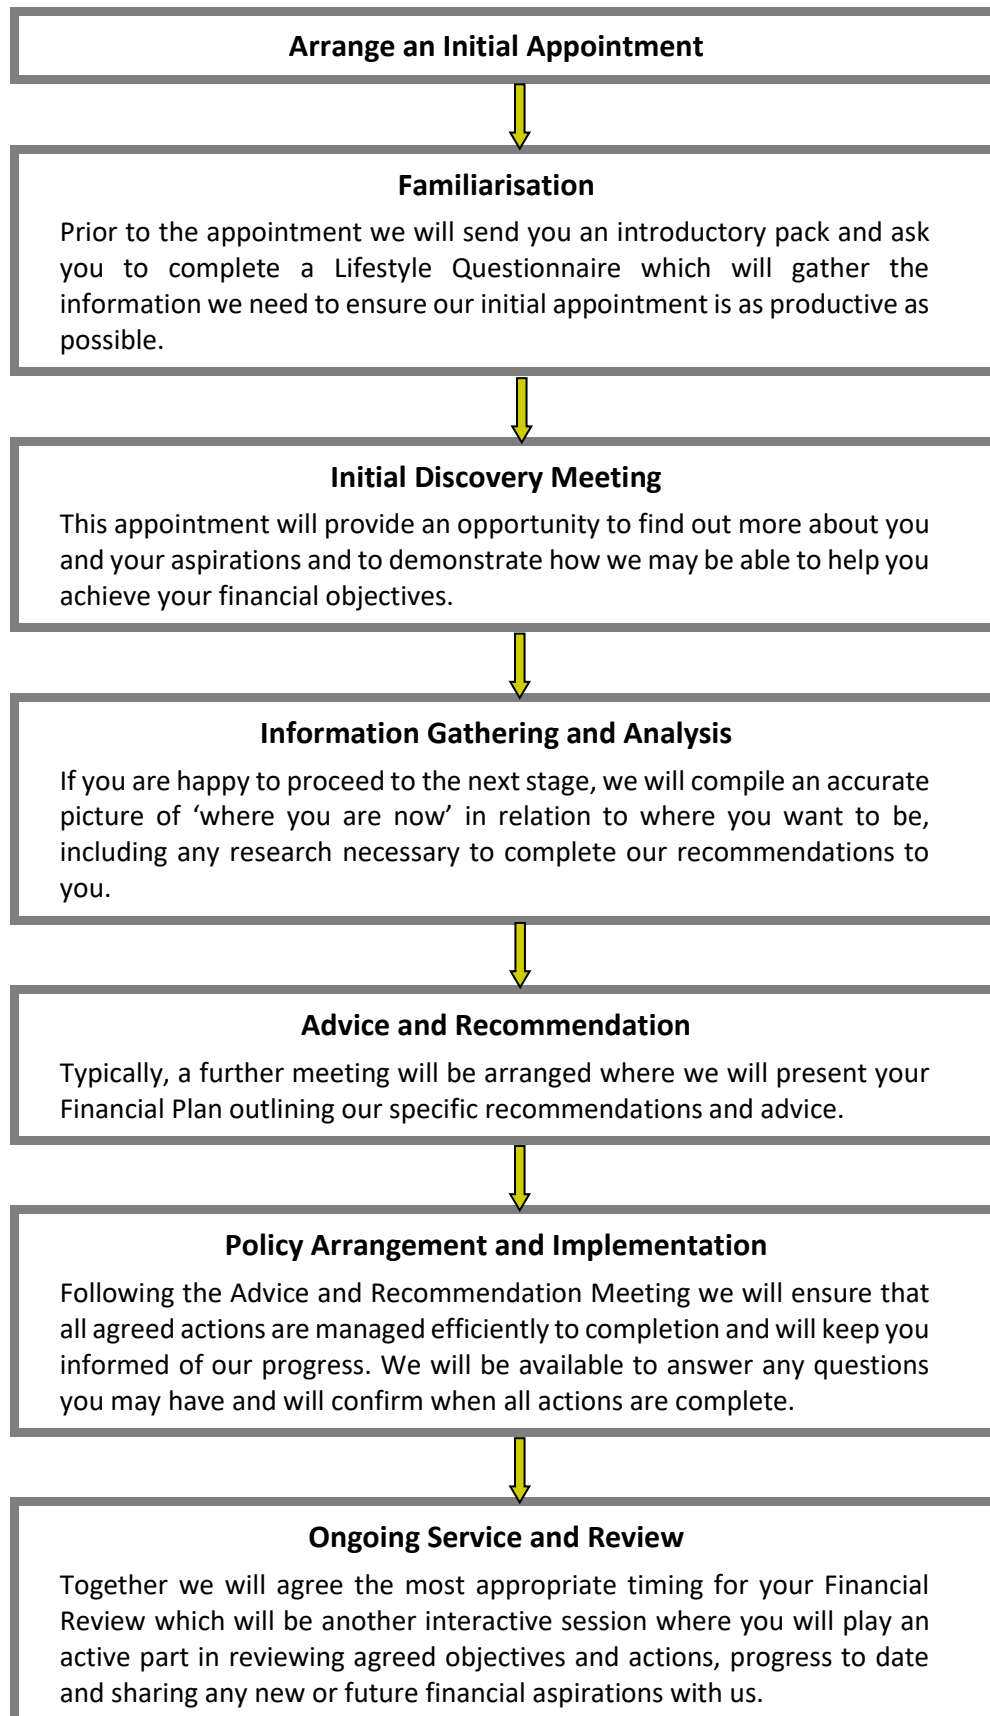 Arrange an Initial Appointment
Familiarisation
Prior to the appointment we will send you an introductory pack and ask
you to complete a Lifestyle Questionnaire which will gather the
information we need to ensure our initial appointment is as productive as
possible.
Initial Discovery Meeting
This appointment will provide an opportunity to find out more about you
and your aspirations and to demonstrate how we may be able to help you
achieve your financial objectives.
Information Gathering and Analysis
If you are happy to proceed to the next stage, we will compile an accurate
picture of ‘where you are now’ in relation to where you want to be,
including any research necessary to complete our recommendations to
you.
Advice and Recommendation
Typically, a further meeting will be arranged where we will present your
Financial Plan outlining our specific recommendations and advice.
Policy Arrangement and Implementation
Following the Advice and Recommendation Meeting we will ensure that
all agreed actions are managed efficiently to completion and will keep you
informed of our progress. We will be available to answer any questions
you may have and will confirm when all actions are complete.
Ongoing Service and Review
Together we will agree the most appropriate timing for your Financial
Review which will be another interactive session where you will play an
active part in reviewing agreed objectives and actions, progress to date
and sharing any new or future financial aspirations with us.